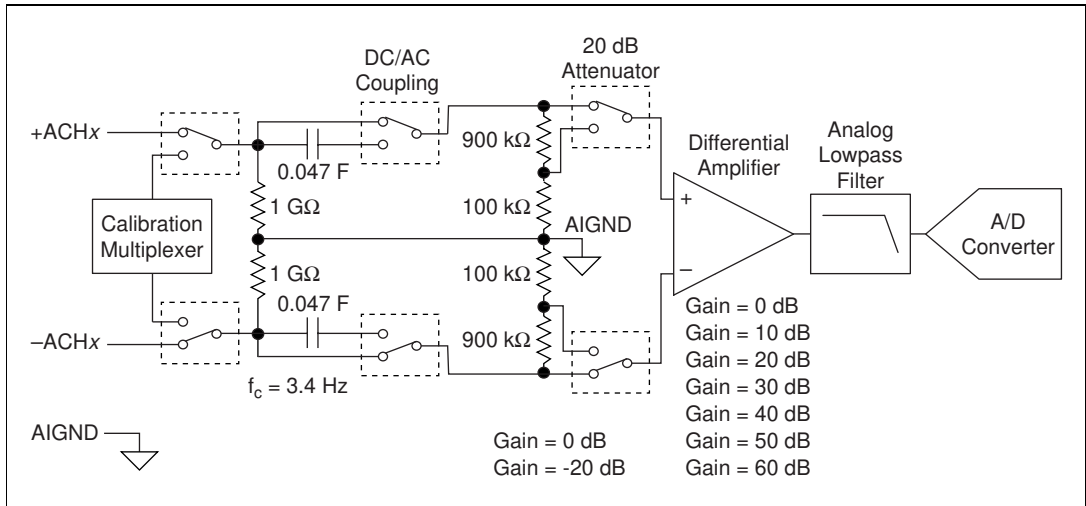 DC/AC
Coupling
20 dB
Attenuator
+ACHx
0.047 F
900 kΩ
Differential
Amplifier
Analog
Lowpass
Filter
Calibration
Multiplexer
1 GΩ
100 kΩ
AIGND
+
A/D
Converter
1 GΩ
100 kΩ
–
0.047 F
–ACHx
900 kΩ
fc = 3.4 Hz
Gain = 0 dB
Gain = 10 dB
Gain = 20 dB
Gain = 30 dB
Gain = 40 dB
Gain = 50 dB
Gain = 60 dB
AIGND
Gain = 0 dB
Gain = -20 dB